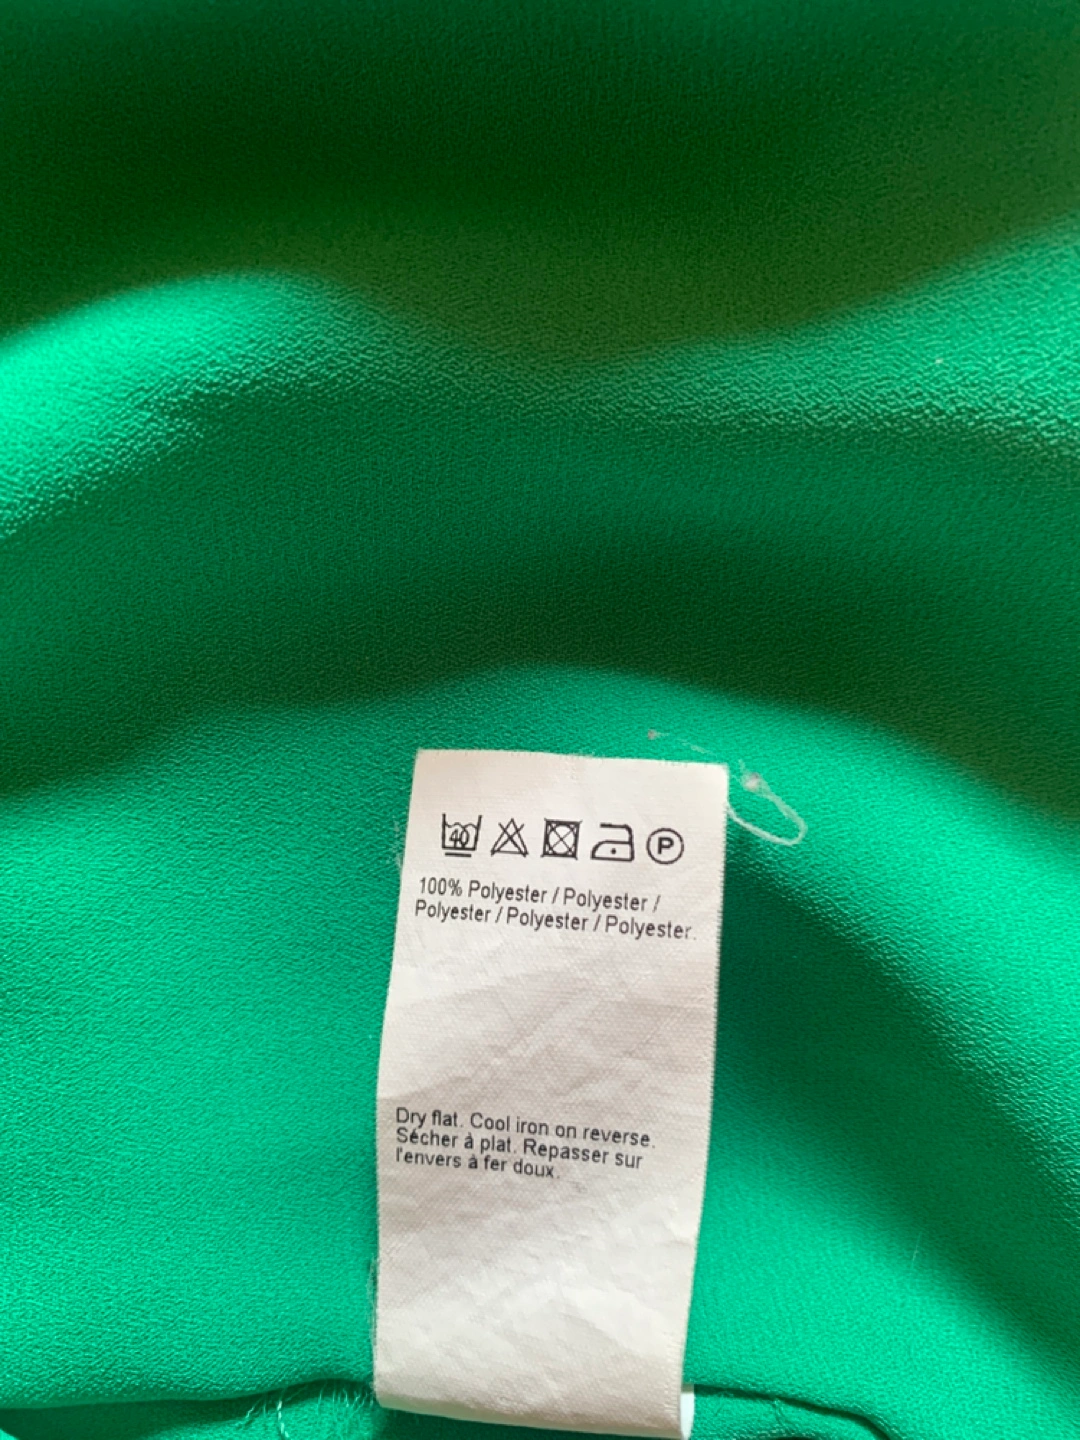 40 P
100% Polyester / Polyester /
Polyester / Polyester / Polyester.
Dry flat. Cool iron on reverse.
Sécher à plat. Repasser sur
l'envers à fer doux.